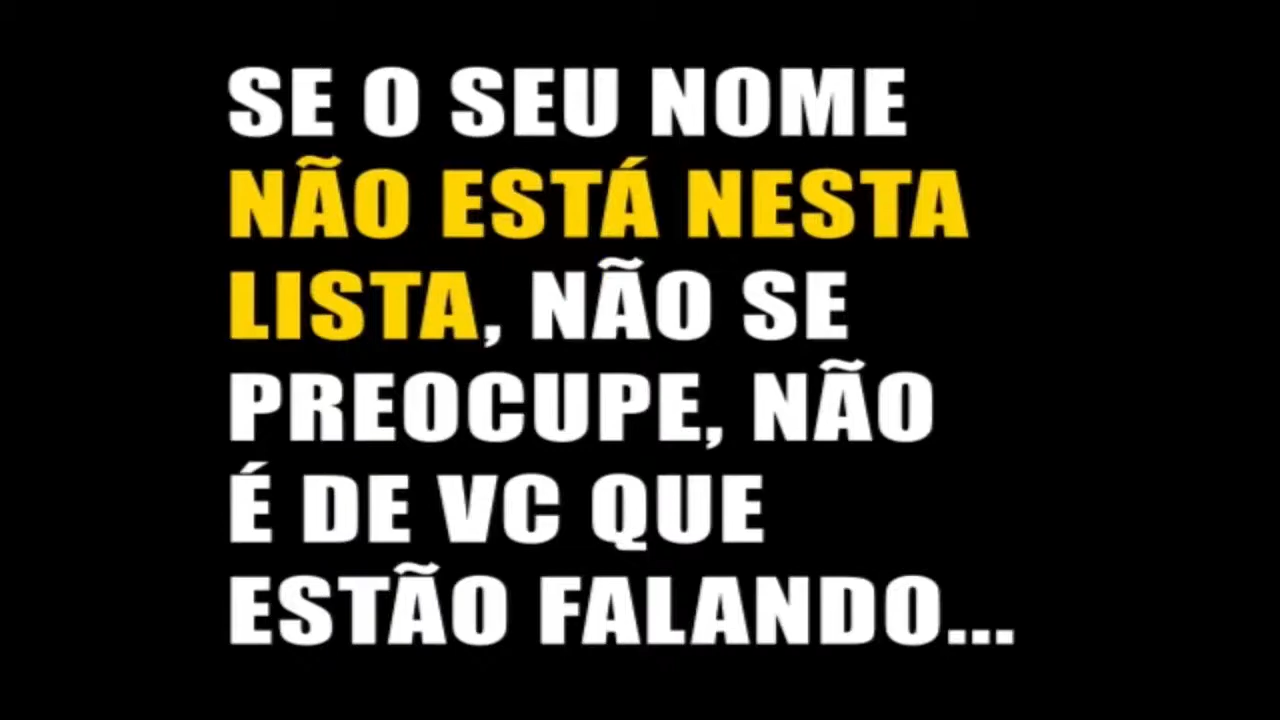 SE O SEU NOME
NÃO ESTÁ NESTA
LISTA, NÃO SE
PREOCUPE, NÃO
É DE VC QUE
ESTÃO FALANDO...